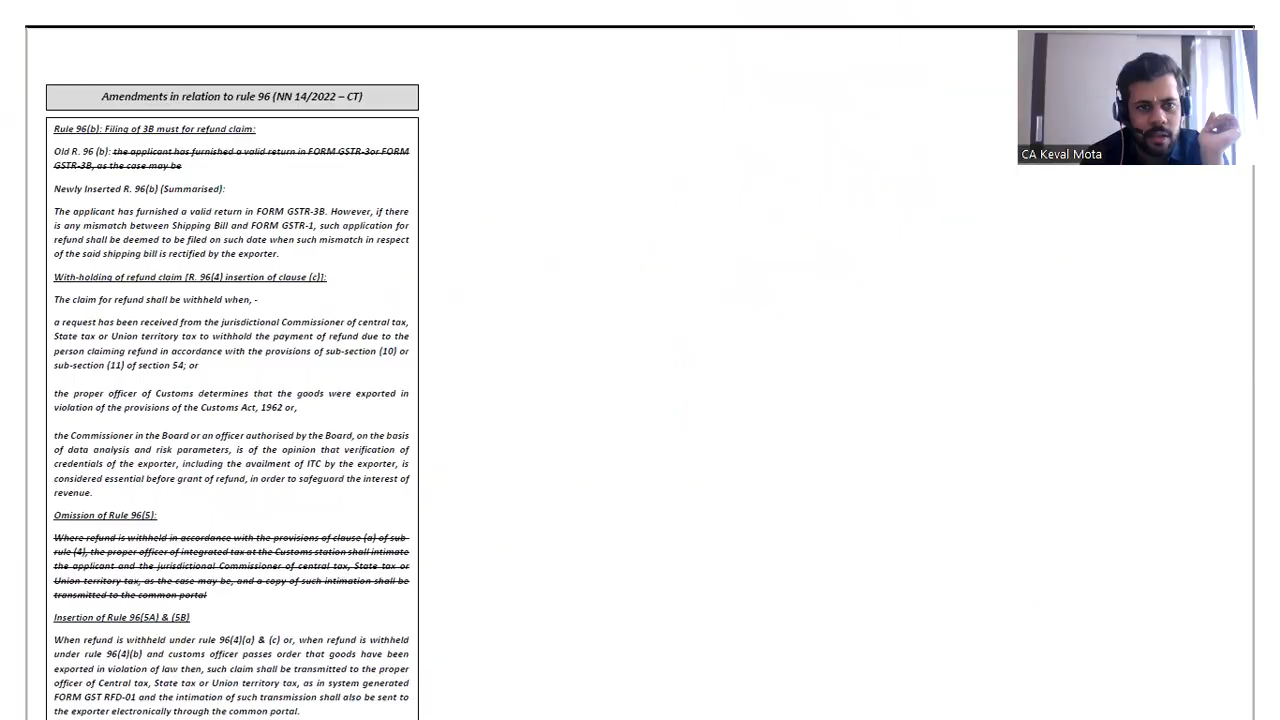 Amendments in relation to rule 96 (NN 14/2022 – CT)
Rule 96(b): Filing of 3B must for refund claim:
Old R. 96 (b): the applicant has furnished a valid return in FORM GSTR-3or FORM
GSTR-3B, as the case may be
Newly Inserted R. 96(b) (Summarised):
The applicant has furnished a valid return in FORM GSTR-3B. However, if there
is any mismatch between Shipping Bill and FORM GSTR-1, such application for
refund shall be deemed to be filed on such date when such mismatch in respect
of the said shipping bill is rectified by the exporter.
With-holding of refund claim [R. 96(4) insertion of clause (c)]:
The claim for refund shall be withheld when, -
a request has been received from the jurisdictional Commissioner of central tax,
State tax or Union territory tax to withhold the payment of refund due to the
person claiming refund in accordance with the provisions of sub-section (10) or
sub-section (11) of section 54; or
the proper officer of Customs determines that the goods were exported in
violation of the provisions of the Customs Act, 1962 or,
the Commissioner in the Board or an officer authorised by the Board, on the basis
of data analysis and risk parameters, is of the opinion that verification of
credentials of the exporter, including the availment of ITC by the exporter, is
considered essential before grant of refund, in order to safeguard the interest of
revenue.
Omission of Rule 96(5):
Where refund is withheld in accordance with the provisions of clause (a) of sub-
rule (4), the proper officer of integrated tax at the Customs station shall intimate
the applicant and the jurisdictional Commissioner of central tax, State tax or
Union territory tax, as the case may be, and a copy of such intimation shall be
transmitted to the common portal
Insertion of Rule 96(5A) & (5B)
When refund is withheld under rule 96(4)(a) & (c) or, when refund is withheld
under rule 96(4)(b) and customs officer passes order that goods have been
exported in violation of law then, such claim shall be transmitted to the proper
officer of Central tax, State tax or Union territory tax, as in system generated
FORM GST RFD-01 and the intimation of such transmission shall also be sent to
the exporter electronically through the common portal.
CA Keval Mota